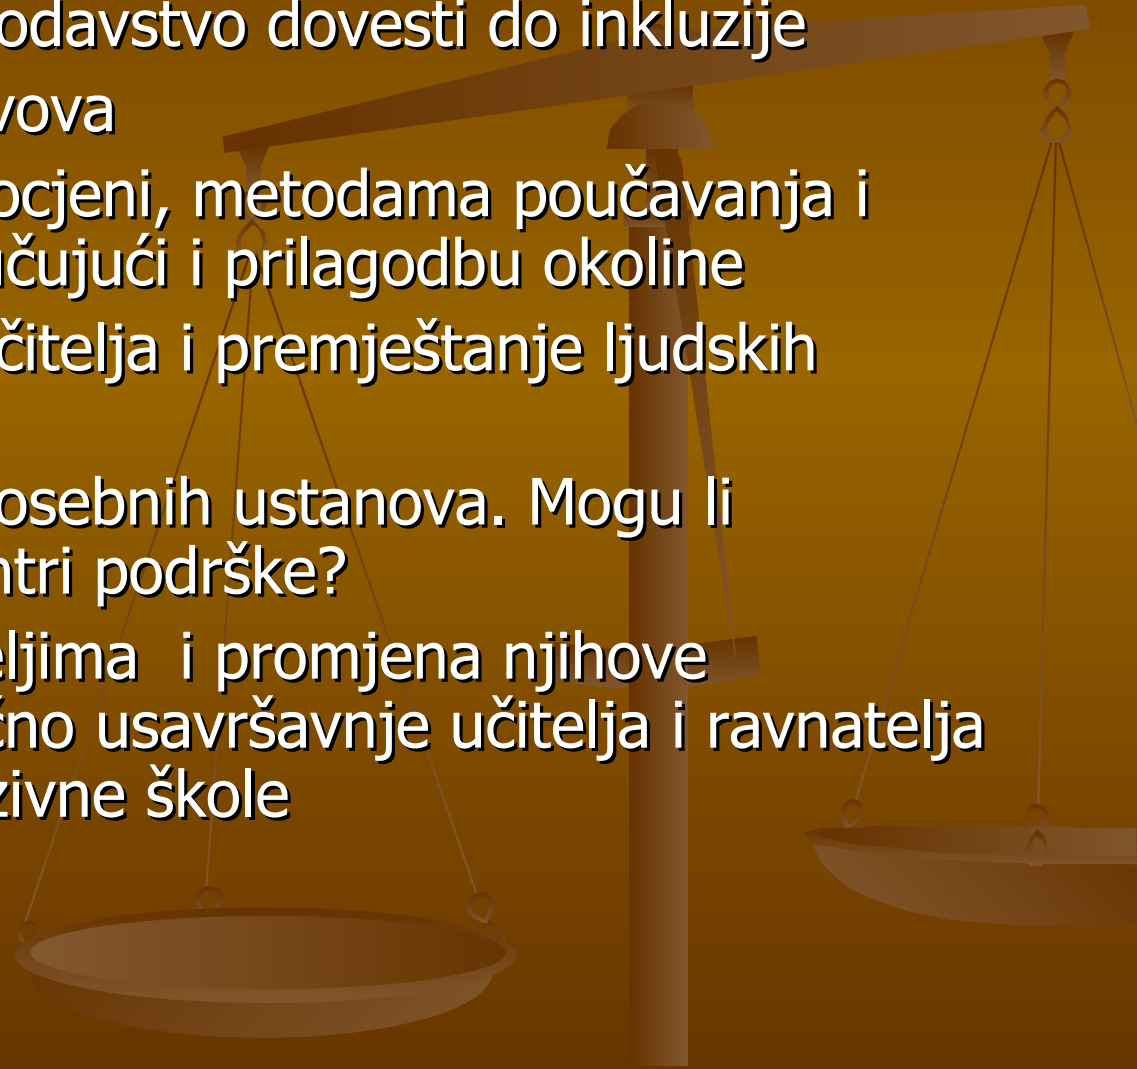 odavstvo dovesti do inkluzije
vova
ocjeni, metodama poučavanja i
učujući i prilagodbu okoline
čitelja i premještanje ljudskih
osebnih ustanova. Mogu li
ntri podrške?
eljima  i promjena njihove
čno usavršavnje učitelja i ravnatelja
zivne škole